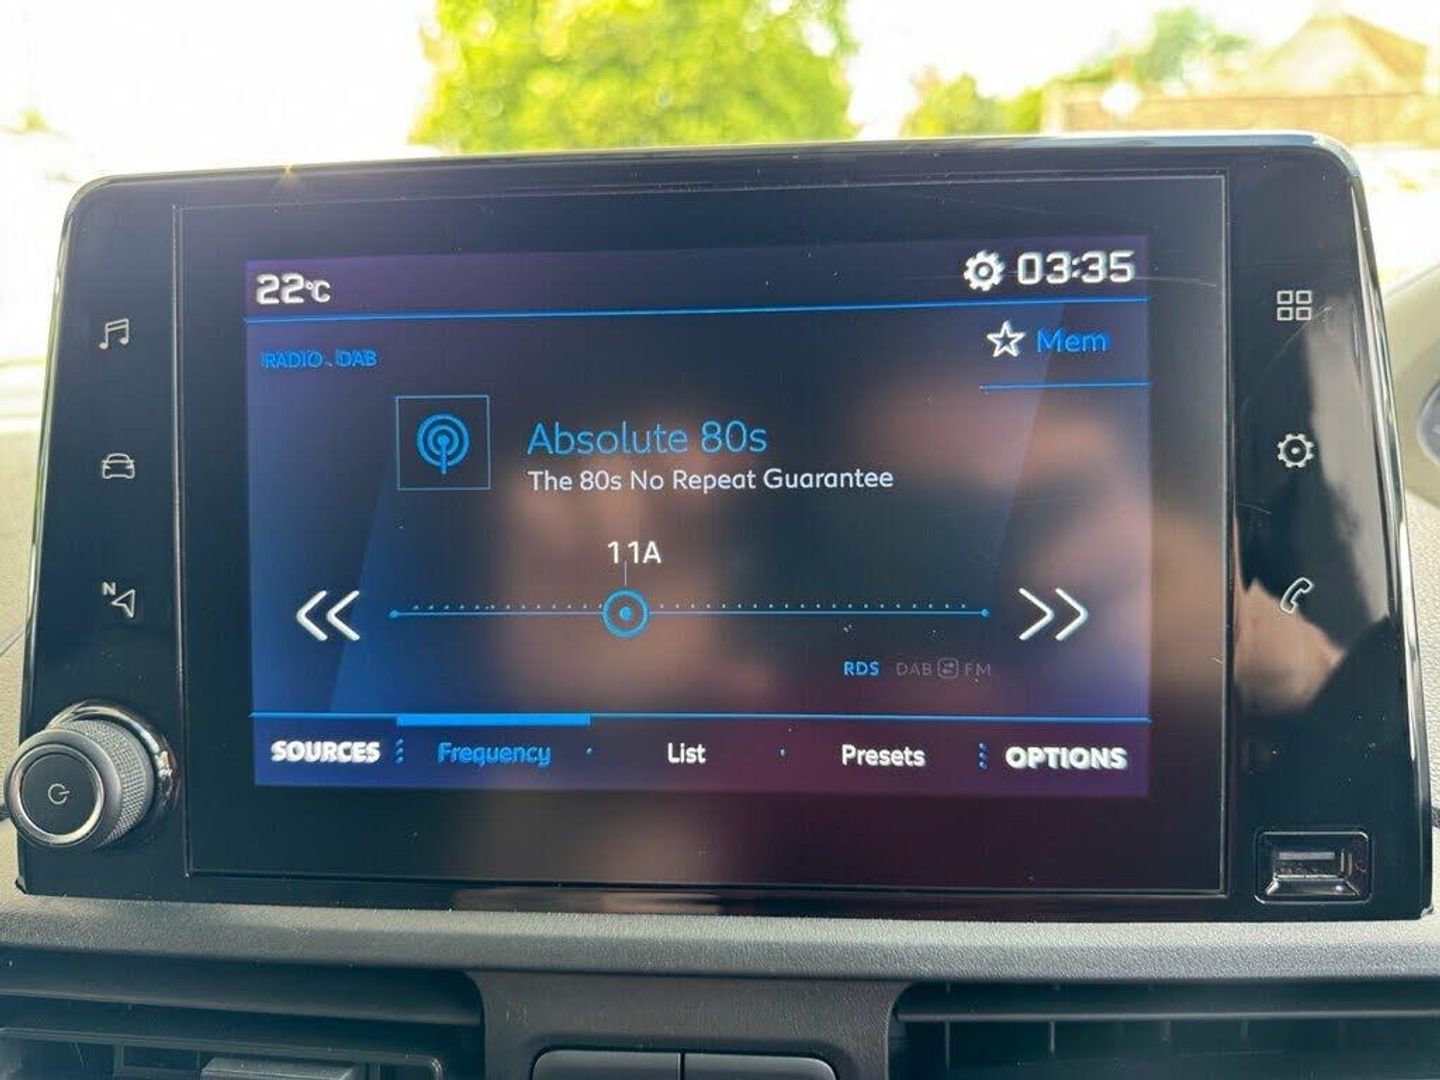 22°C
03:35
RADIO . DAB
Mem
Absolute 80s
The 80s No Repeat Guarantee
11A
RDS DAB FM
SOURCES Frequency List Presets OPTIONS
N